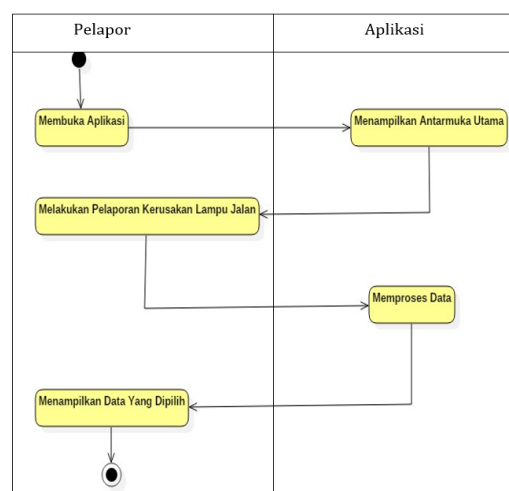 Pelapor
Aplikasi
Membuka Aplikasi
Menampilkan Antarmuka Utama
Melakukan Pelaporan Kerusakan Lampu Jalan
Memproses Data
Menampilkan Data Yang Dipilih